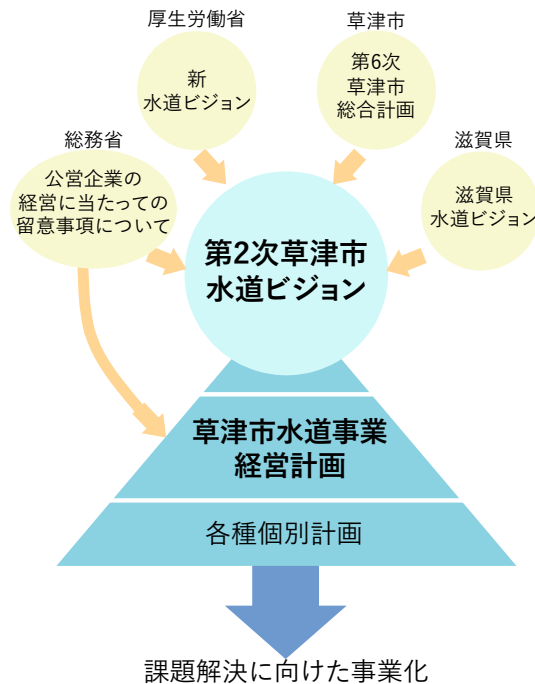 厚生労働省
新
水道ビジョン
草津市
第6次
草津市
総合計画
総務省
公営企業の
経営に当たっての
留意事項について
滋賀県
滋賀県
水道ビジョン
第2次草津市
水道ビジョン
草津市水道事業
経営計画
各種個別計画
課題解決に向けた事業化